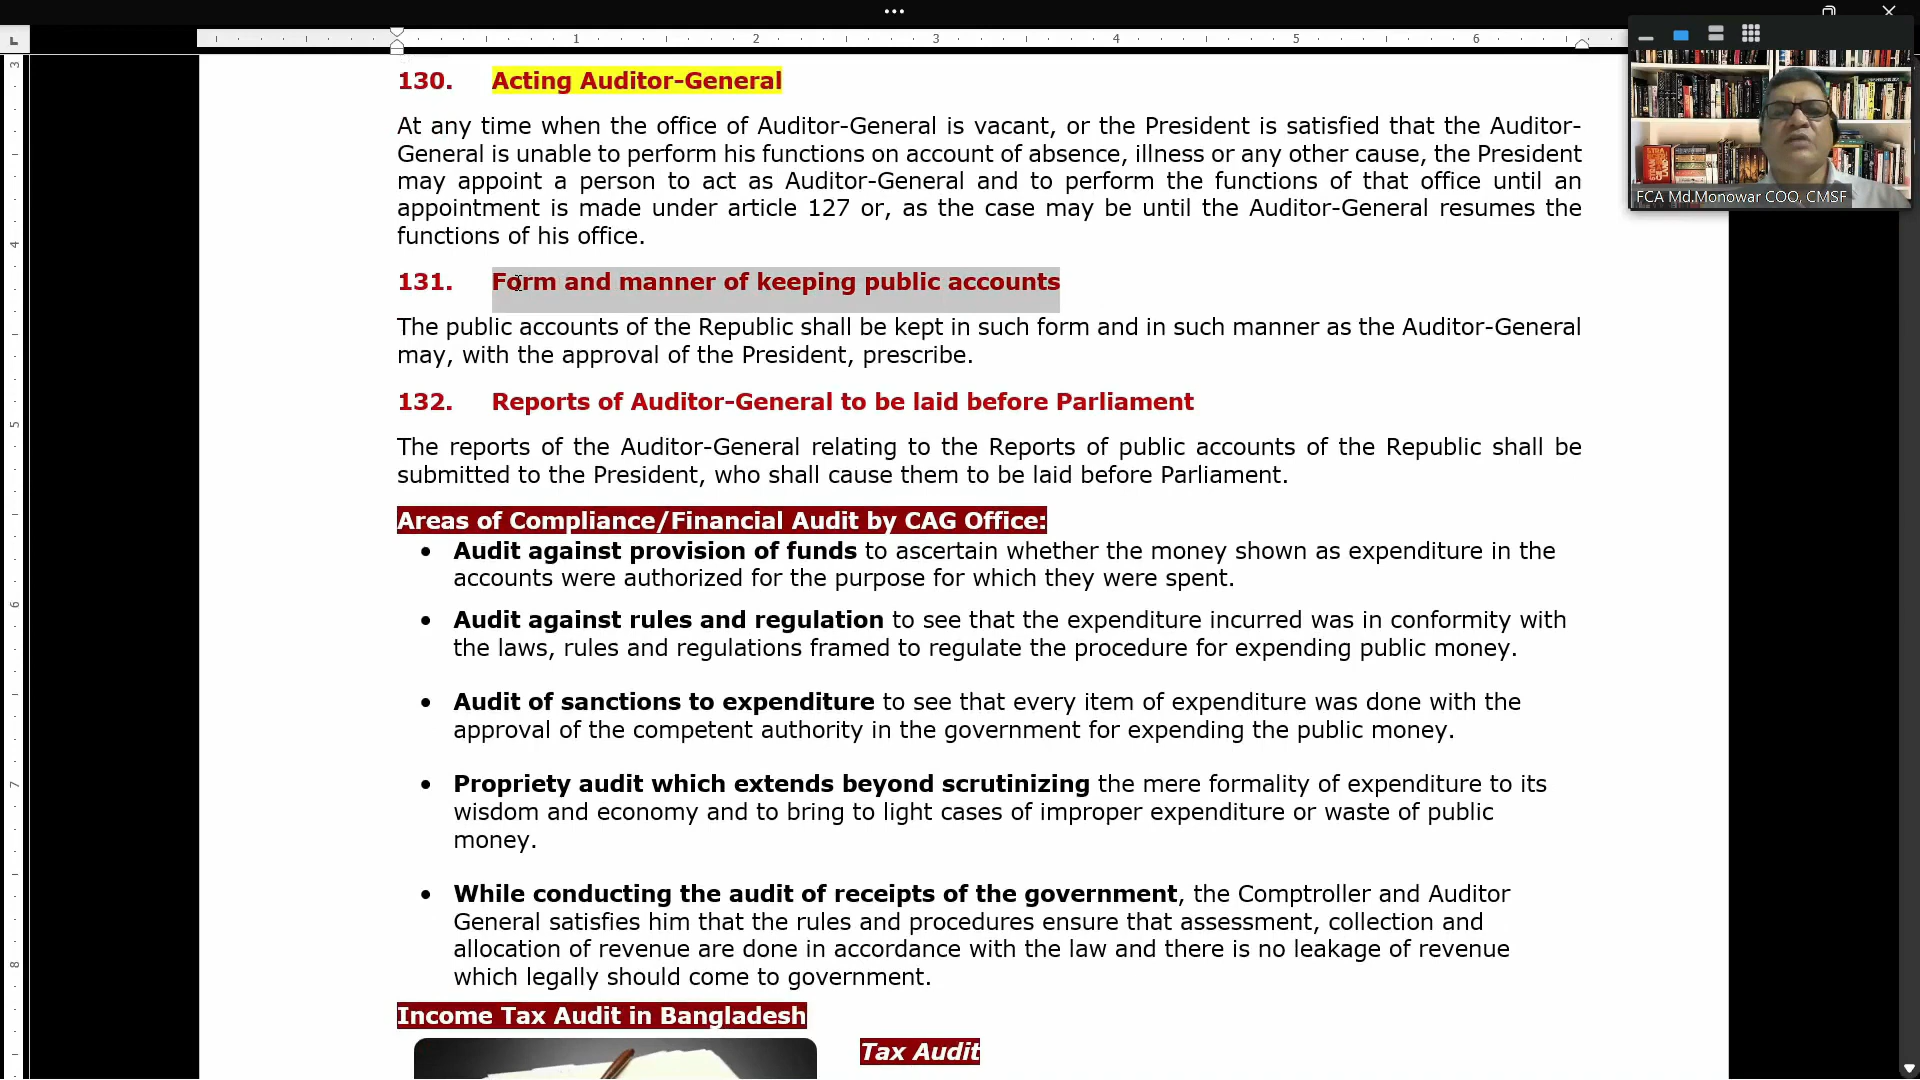 130. Acting Auditor-General
At any time when the office of Auditor-General is vacant, or the President is satisfied that the Auditor-
General is unable to perform his functions on account of absence, illness or any other cause, the President
may appoint a person to act as Auditor-General and to perform the functions of that office until an
appointment is made under article 127 or, as the case may be until the Auditor-General resumes the
functions of his office.
131. Form and manner of keeping public accounts
The public accounts of the Republic shall be kept in such form and in such manner as the Auditor-General
may, with the approval of the President, prescribe.
132. Reports of Auditor-General to be laid before Parliament
The reports of the Auditor-General relating to the Reports of public accounts of the Republic shall be
submitted to the President, who shall cause them to be laid before Parliament.
Areas of Compliance/Financial Audit by CAG Office:
• Audit against provision of funds to ascertain whether the money shown as expenditure in the
accounts were authorized for the purpose for which they were spent.
• Audit against rules and regulation to see that the expenditure incurred was in conformity with
the laws, rules and regulations framed to regulate the procedure for expending public money.
• Audit of sanctions to expenditure to see that every item of expenditure was done with the
approval of the competent authority in the government for expending the public money.
• Propriety audit which extends beyond scrutinizing the mere formality of expenditure to its
wisdom and economy and to bring to light cases of improper expenditure or waste of public
money.
• While conducting the audit of receipts of the government, the Comptroller and Auditor
General satisfies him that the rules and procedures ensure that assessment, collection and
allocation of revenue are done in accordance with the law and there is no leakage of revenue
which legally should come to government.
Income Tax Audit in Bangladesh
Tax Audit
FCA Md.Monowar COO, CMSF
1 2 3 4 5 6
3
4
5
6
7
8